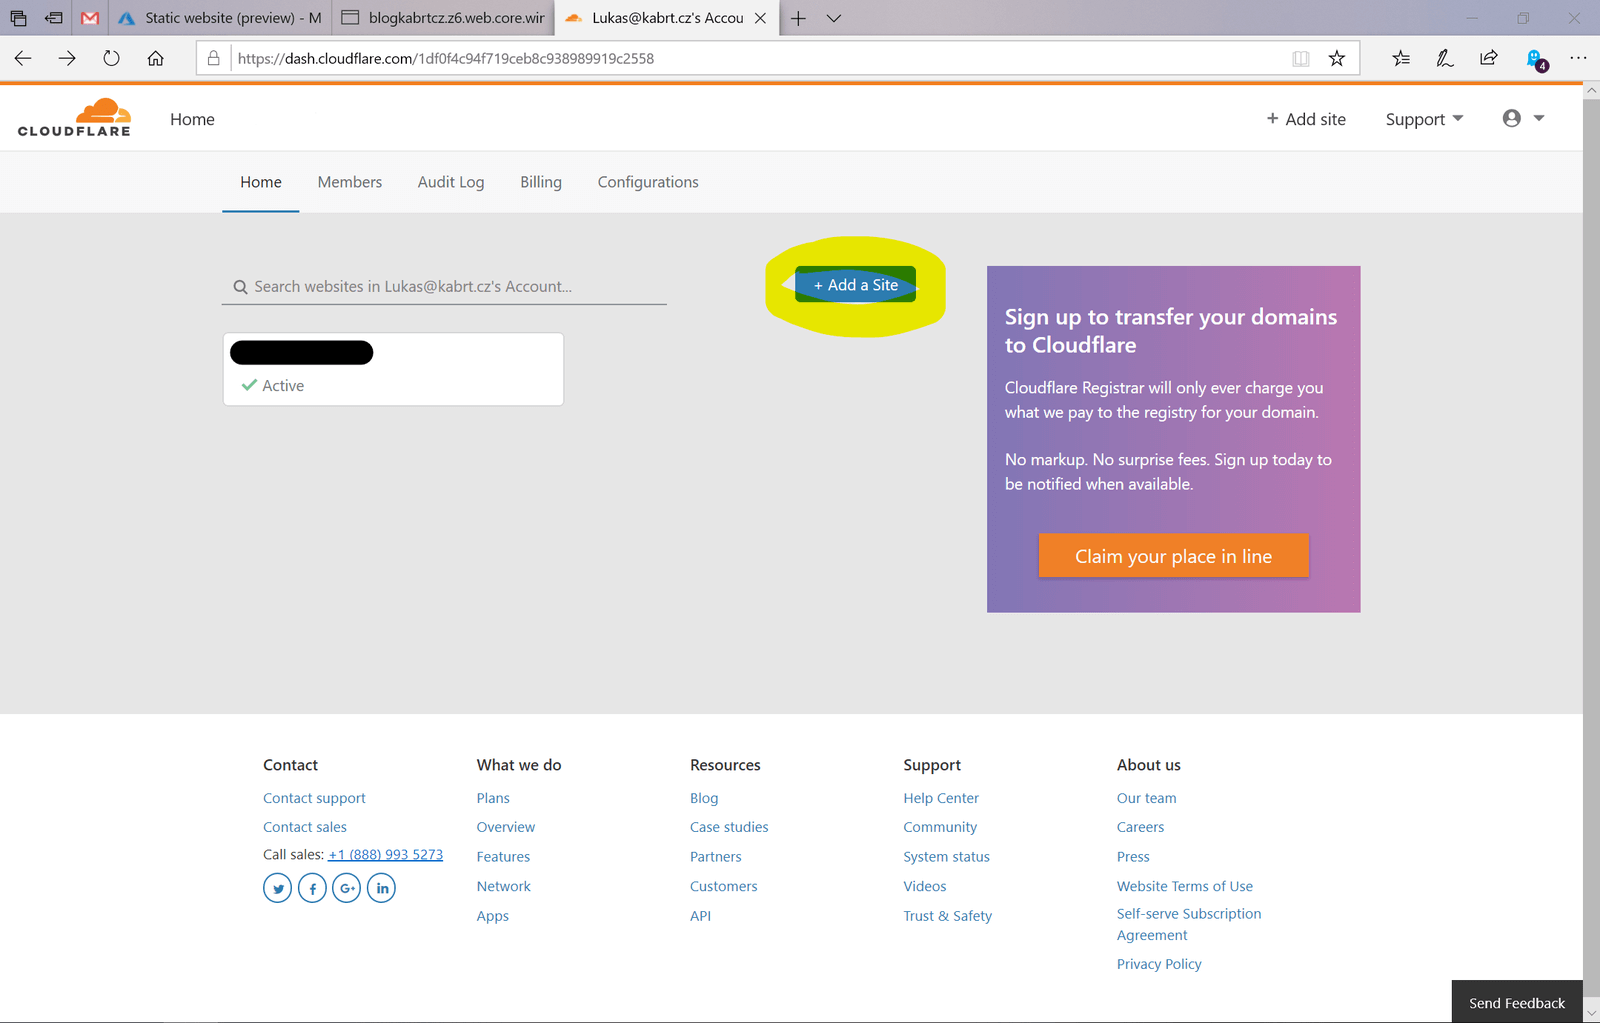 Static website (preview) - M
blogkabrtcz.z6.web.core.wir
Lukas@kabrt.cz's Accou
https://dash.cloudflare.com/1df0f4c94f719ceb8c938989919c2558
4
CLOUDFLARE
Home
+ Add site
Support
Home
Members
Audit Log
Billing
Configurations
Search websites in Lukas@kabrt.cz's Account...
+ Add a Site
Active
Sign up to transfer your domains
to Cloudflare
Cloudflare Registrar will only ever charge you
what we pay to the registry for your domain.
No markup. No surprise fees. Sign up today to
be notified when available.
Claim your place in line
Contact
Contact support
Contact sales
Call sales: +1 (888) 993 5273
G+
in
What we do
Plans
Overview
Features
Network
Apps
Resources
Blog
Case studies
Partners
Customers
API
Support
Help Center
Community
System status
Videos
Trust & Safety
About us
Our team
Careers
Press
Website Terms of Use
Self-serve Subscription
Agreement
Privacy Policy
Send Feedback